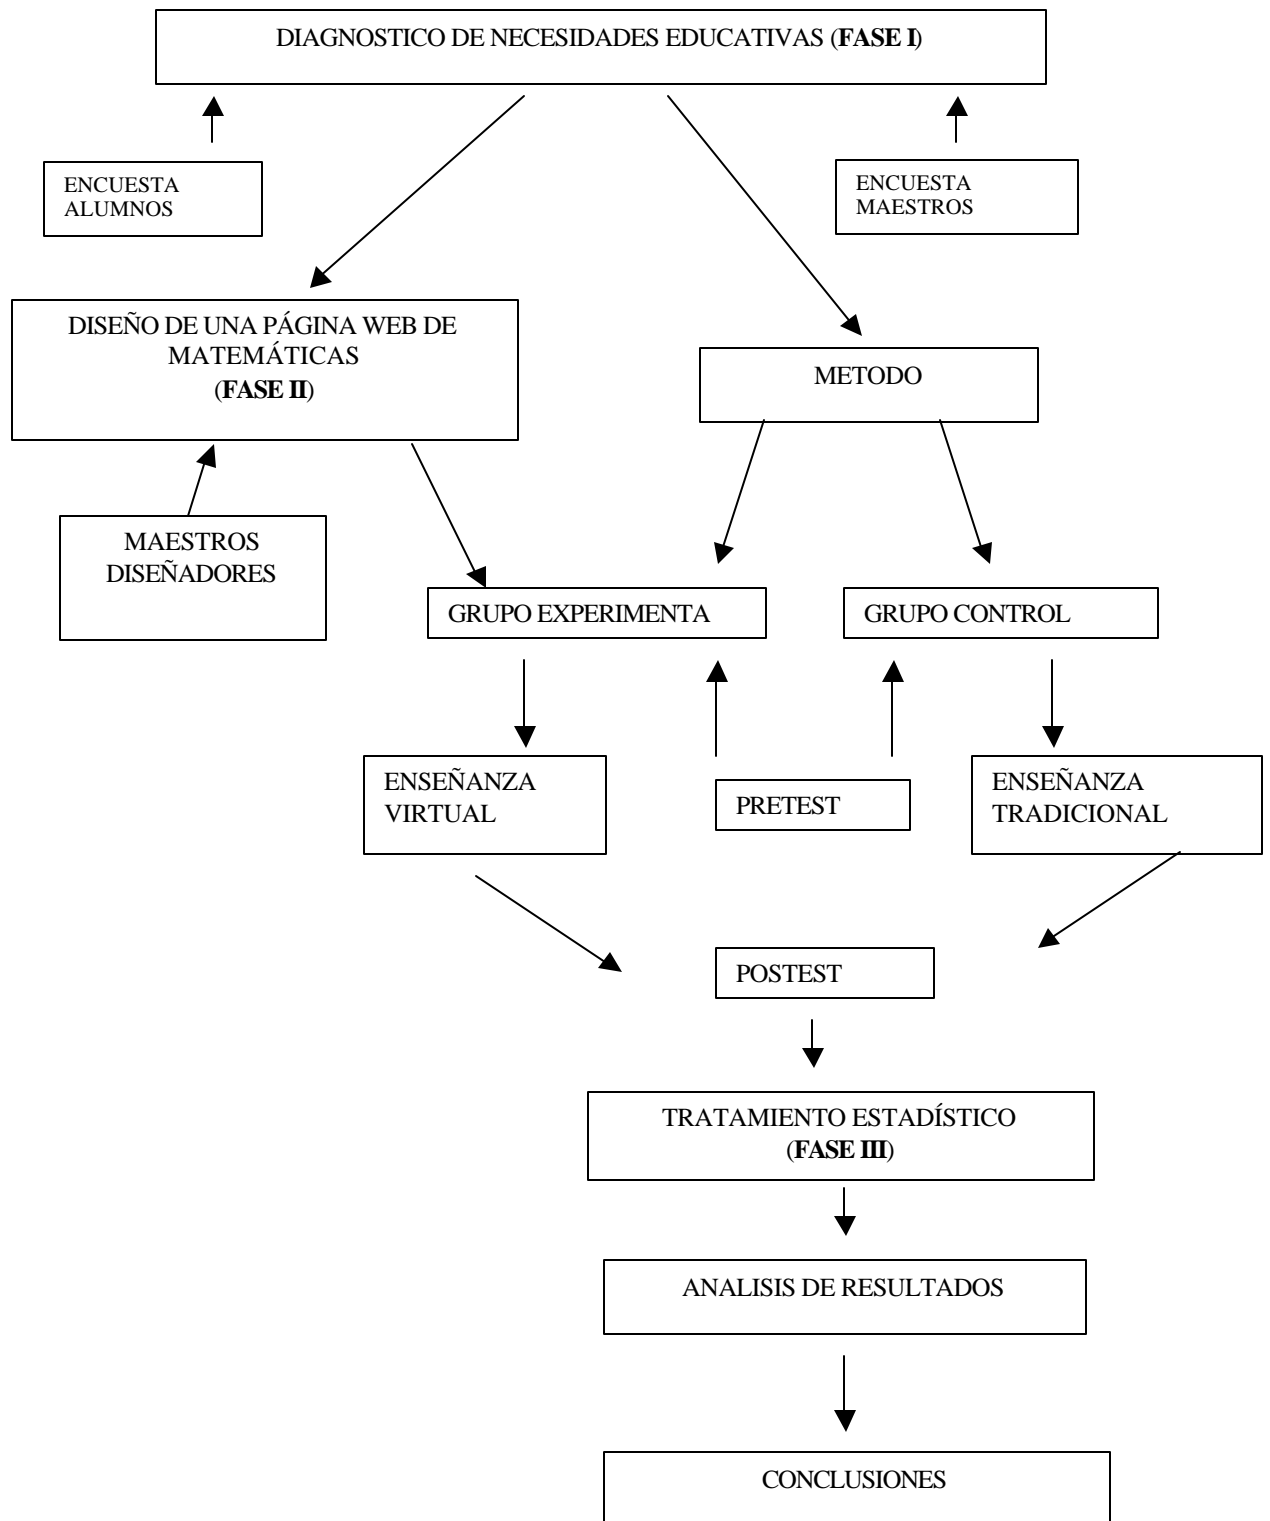 DIAGNOSTICO DE NECESIDADES EDUCATIVAS (FASE I)
ENCUESTA
ALUMNOS
ENCUESTA
MAESTROS
DISEÑO DE UNA PÁGINA WEB DE
MATEMÁTICAS
(FASE II)
METODO
MAESTROS
DISEÑADORES
GRUPO EXPERIMENTA
GRUPO CONTROL
ENSEÑANZA
VIRTUAL
PRETEST
ENSEÑANZA
TRADICIONAL
POSTEST
TRATAMIENTO ESTADÍSTICO
(FASE III)
ANALISIS DE RESULTADOS
CONCLUSIONES